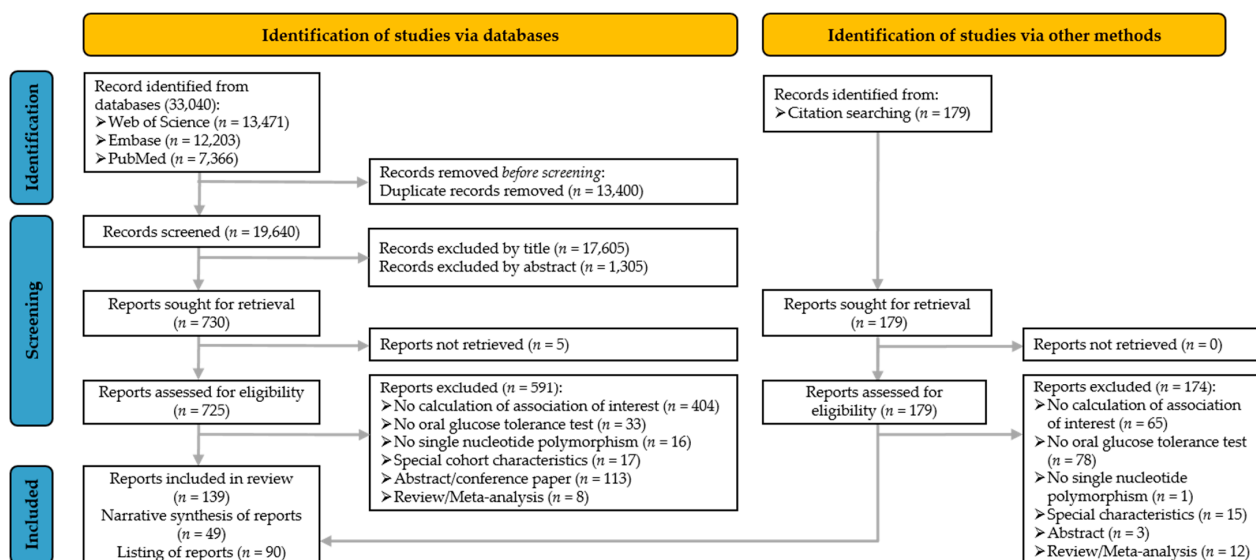 Identification of studies via databases
Identification of studies via other methods
Identification
Record identified from
databases (33,040):
➢Web of Science (n = 13,471)
➢Embase (n = 12,203)
➢PubMed (n = 7,366)
Records removed before screening:
Duplicate records removed (n = 13,400)
Records identified from:
➢Citation searching (n = 179)
Screening
Records screened (n = 19,640)
Records excluded by title (n = 17,605)
Records excluded by abstract (n = 1,305)
Reports sought for retrieval
(n = 730)
Reports not retrieved (n = 5)
Reports sought for retrieval
(n = 179)
Reports not retrieved (n = 0)
Reports assessed for eligibility
(n = 725)
Reports excluded (n = 591):
➢No calculation of association of interest (n = 404)
➢No oral glucose tolerance test (n = 33)
➢No single nucleotide polymorphism (n = 16)
➢Special cohort characteristics (n = 17)
➢Abstract/conference paper (n = 113)
➢Review/Meta-analysis (n = 8)
Reports assessed for
eligibility (n = 179)
Reports excluded (n = 174):
➢No calculation of association
of interest (n = 65)
➢No oral glucose tolerance test
(n = 78)
➢No single nucleotide
polymorphism (n = 1)
➢Special characteristics (n = 15)
➢Abstract (n = 3)
➢Review/Meta-analysis (n = 12)
Included
Reports included in review
(n = 139)
Narrative synthesis of reports
(n = 49)
Listing of reports (n = 90)